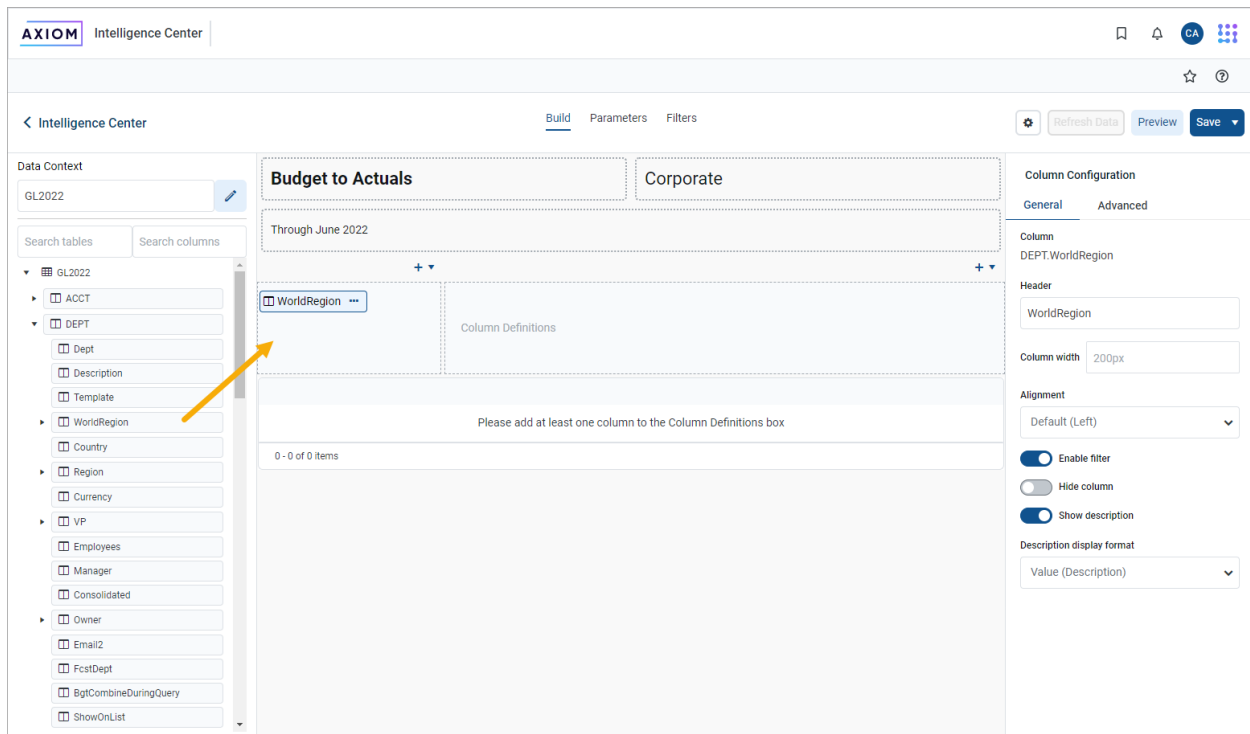 AXIOM Intelligence Center
CA
Intelligence Center
Build Parameters Filters
Refresh Data Preview Save
Data Context
GL2022
Search tables Search columns
GL2022
ACCT
DEPT
Dept
Description
Template
WorldRegion
Country
Region
Currency
VP
Employees
Manager
Consolidated
Owner
Email2
FcstDept
BgtCombineDuringQuery
ShowOnList
Budget to Actuals Corporate
Through June 2022
WorldRegion
Column Definitions
Please add at least one column to the Column Definitions box
0 - 0 of 0 items
Column Configuration
General Advanced
Column
DEPT.WorldRegion
Header
WorldRegion
Column width 200px
Alignment
Default (Left)
Enable filter
Hide column
Show description
Description display format
Value (Description)